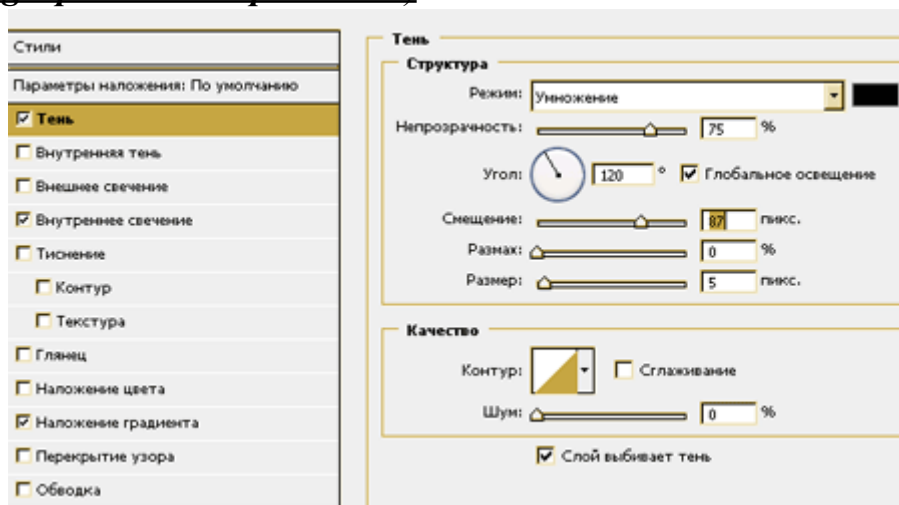 Стили
Параметры наложения: По умолчанию
Тень
Внутренняя тень
Внешнее свечение
Внутреннее свечение
Тиснение
Контур
Текстура
Глянец
Наложение цвета
Наложение градиента
Перекрытие узора
Обводка
Тень
Структура
Режим: Умножение
Непрозрачность: 75 %
Угол: 120 ° Глобальное освещение
Смещение: 87 пикс.
Размах: 0 %
Размер: 5 пикс.
Качество
Контур: Сглаживание
Шум: 0 %
Слой выбивает тень